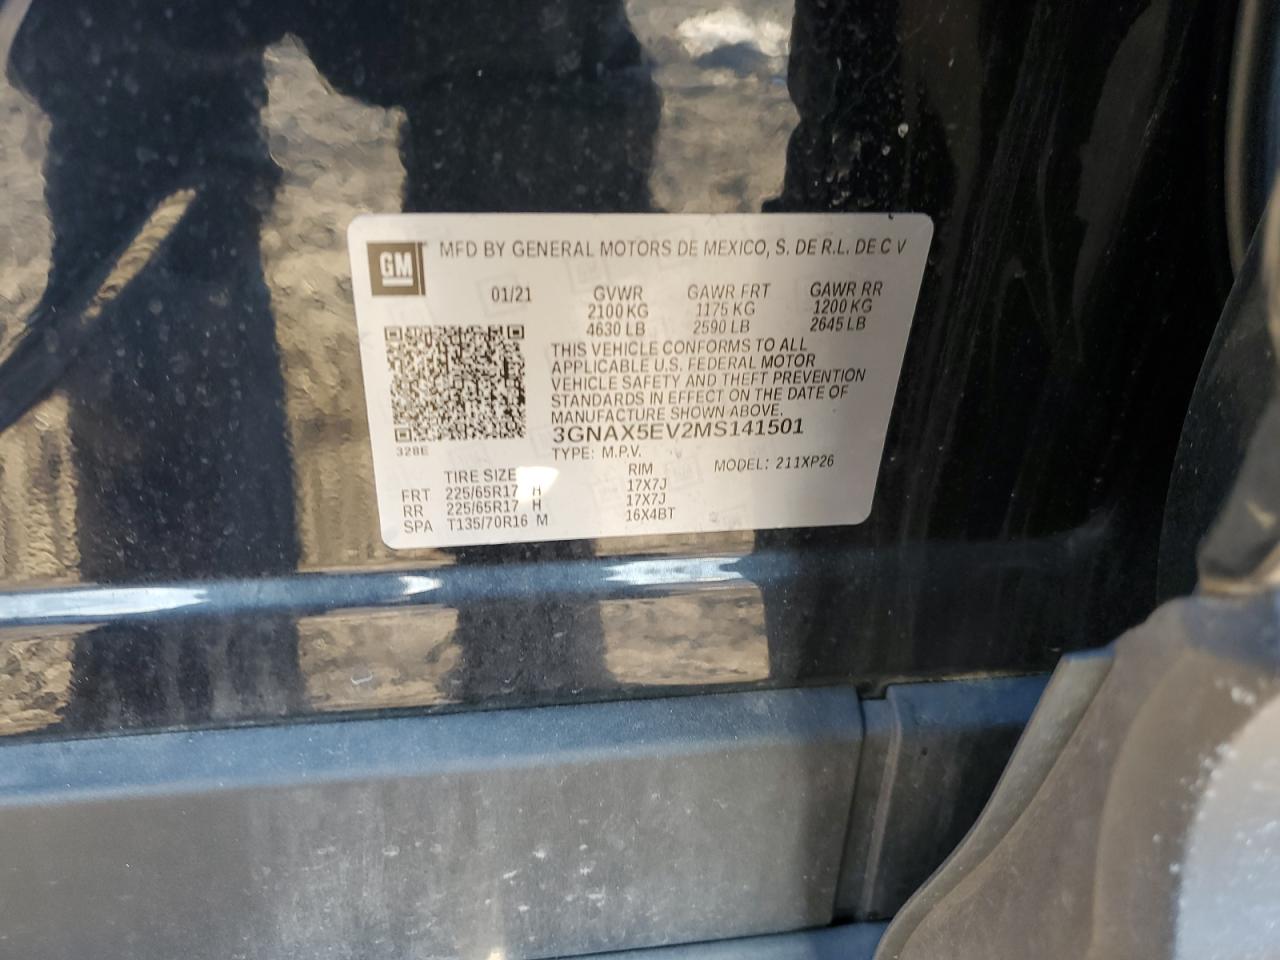 GM
MFD BY GENERAL MOTORS DE MEXICO, S. DE R.L. DE C V
01/21 GVWR GAWR FRT GAWR RR
2100 KG 1175 KG 1200 KG
4630 LB 2590 LB 2645 LB
THIS VEHICLE CONFORMS TO ALL
APPLICABLE U.S. FEDERAL MOTOR
VEHICLE SAFETY AND THEFT PREVENTION
STANDARDS IN EFFECT ON THE DATE OF
MANUFACTURE SHOWN ABOVE.
3GNAX5EV2MS141501
328E
TYPE: M.P.V. MODEL: 211XP26
TIRE SIZE RIM
FRT 225/65R17 H 17X7J
RR 225/65R17 H 17X7J
SPA T135/70R16 M 16X4BT